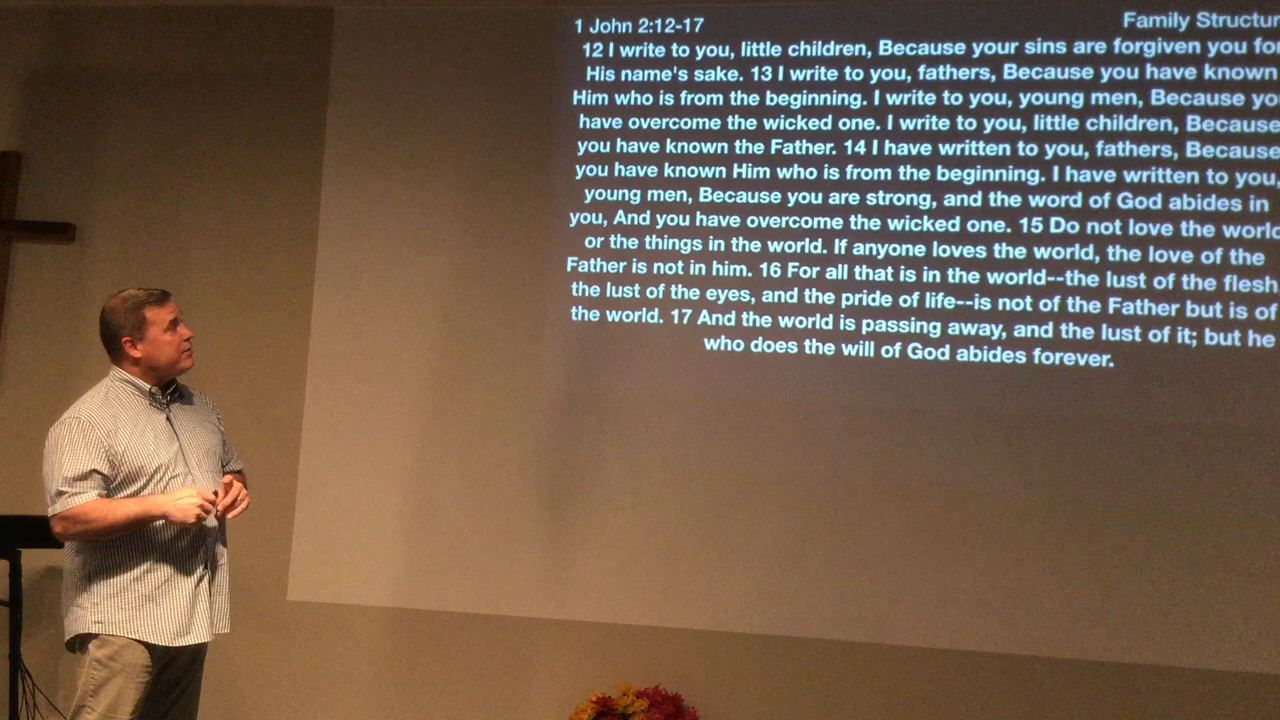 1 John 2:12-17 Family Structur
12 I write to you, little children, Because your sins are forgiven you for
His name's sake. 13 I write to you, fathers, Because you have known
Him who is from the beginning. I write to you, young men, Because yo
have overcome the wicked one. I write to you, little children, Because
you have known the Father. 14 I have written to you, fathers, Because
you have known Him who is from the beginning. I have written to you,
young men, Because you are strong, and the word of God abides in
you, And you have overcome the wicked one. 15 Do not love the world
or the things in the world. If anyone loves the world, the love of the
Father is not in him. 16 For all that is in the world--the lust of the flesh
the lust of the eyes, and the pride of life--is not of the Father but is of
the world. 17 And the world is passing away, and the lust of it; but he
who does the will of God abides forever.